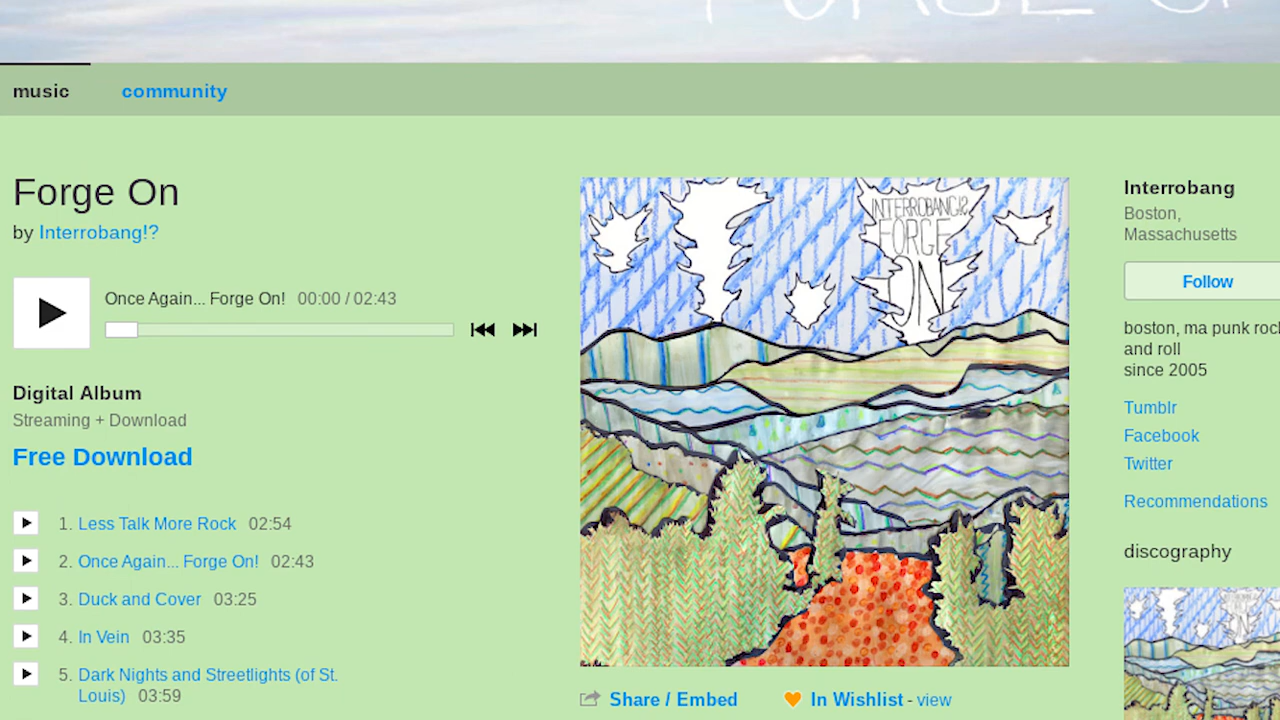 FORGE ON
music
community
Forge On
by Interrobang!?
Once Again... Forge On! 00:00 / 02:43
Digital Album
Streaming + Download
Free Download
1. Less Talk More Rock 02:54
2. Once Again... Forge On! 02:43
3. Duck and Cover 03:25
4. In Vein 03:35
5. Dark Nights and Streetlights (of St.
Louis) 03:59
INTERROBANG!?
FORGE
ON
Share / Embed
In Wishlist - view
Interrobang
Boston,
Massachusetts
Follow
boston, ma punk rock
and roll
since 2005
Tumblr
Facebook
Twitter
Recommendations
discography